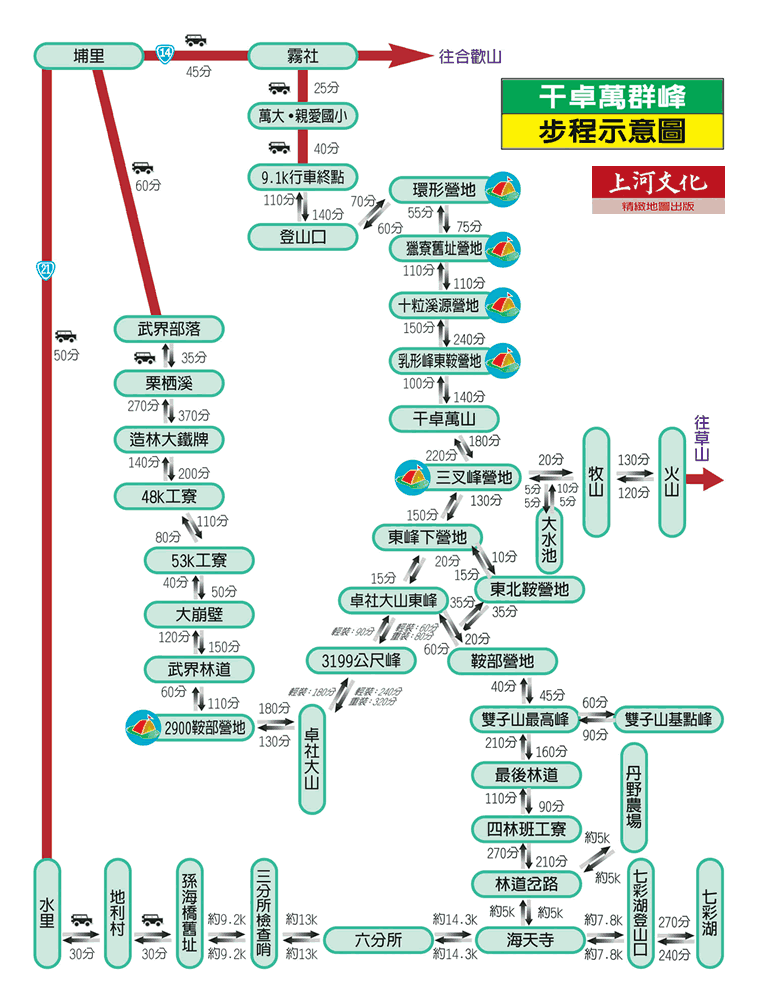 埔里
14
45分
霧社
往合歡山
25分
萬大•親愛國小
40分
9.1k行車終點
110分
140分
登山口
70分
60分
干卓萬群峰
步程示意圖
上河文化
精緻地圖出版
環形營地
55分
75分
獵寮舊址營地
110分
110分
十粒溪源營地
150分
240分
乳形峰東鞍營地
100分
140分
干卓萬山
180分
220分
三叉峰營地
130分
150分
20分
5分
5分
10分
5分
大水池
牧山
130分
120分
火山
往草山
東峰下營地
10分
15分
20分
15分
東北鞍營地
35分
35分
卓社大山東峰
20分
60分
鞍部營地
輕裝：90分
輕裝：60分
重裝：80分
3199公尺峰
輕裝：180分
輕裝：240分
重裝：320分
卓社大山
60分
21
50分
武界部落
35分
栗栖溪
270分
370分
造林大鐵牌
140分
200分
48K工寮
110分
80分
53K工寮
40分
50分
大崩壁
120分
150分
武界林道
60分
110分
2900鞍部營地
180分
130分
40分
45分
雙子山最高峰
60分
90分
雙子山基點峰
210分
160分
最後林道
110分
90分
四林班工寮
270分
210分
林道岔路
約5K
約5K
丹野農場
約5K
約5K
水里
30分
地利村
30分
孫海橋舊址
約9.2k
約9.2k
三分所檢查哨
約13k
約13k
六分所
約14.3k
約14.3k
海天寺
約7.8k
約7.8k
七彩湖登山口
270分
240分
七彩湖